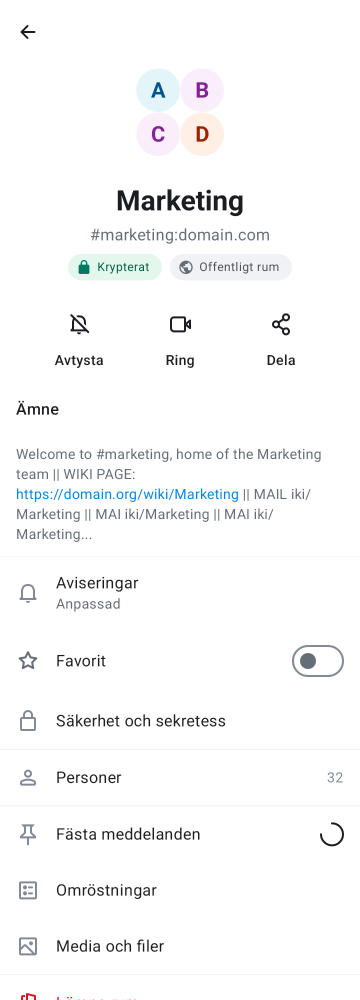 A B
C D
Marketing
#marketing:domain.com
Krypterat Offentligt rum
Avtysta Ring Dela
Ämne
Welcome to #marketing, home of the Marketing
team || WIKI PAGE:
https://domain.org/wiki/Marketing || MAIL iki/
Marketing || MAI iki/Marketing || MAI iki/
Marketing...
Aviseringar
Anpassad
Favorit
Säkerhet och sekretess
Personer 32
Fästa meddelanden
Omröstningar
Media och filer